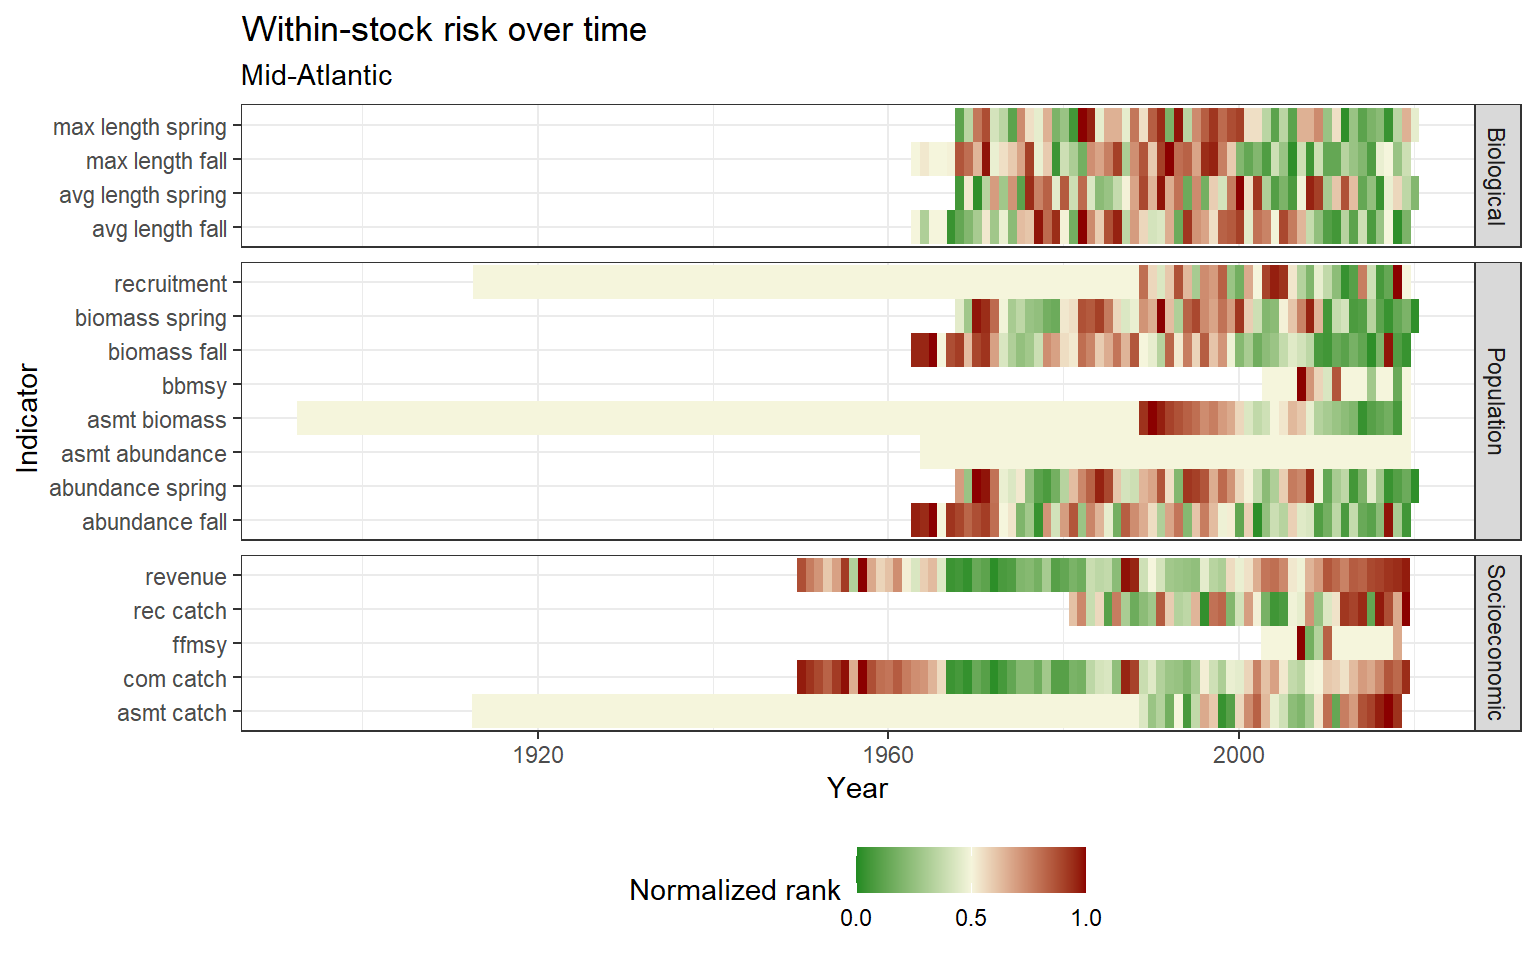 Within-stock risk over time
Mid-Atlantic
Indicator
max length spring
max length fall
avg length spring
avg length fall
Biological
recruitment
biomass spring
biomass fall
bbmsy
asmt biomass
asmt abundance
abundance spring
abundance fall
Population
revenue
rec catch
ffmsy
com catch
asmt catch
Socioeconomic
1920 1960 2000
Year
Normalized rank
0.0 0.5 1.0